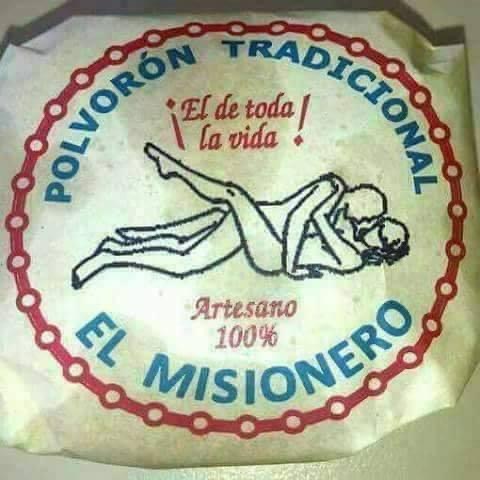 POLVORÓN TRADICIONAL
¡El de toda
la vida!
Artesano
100%
EL MISIONERO